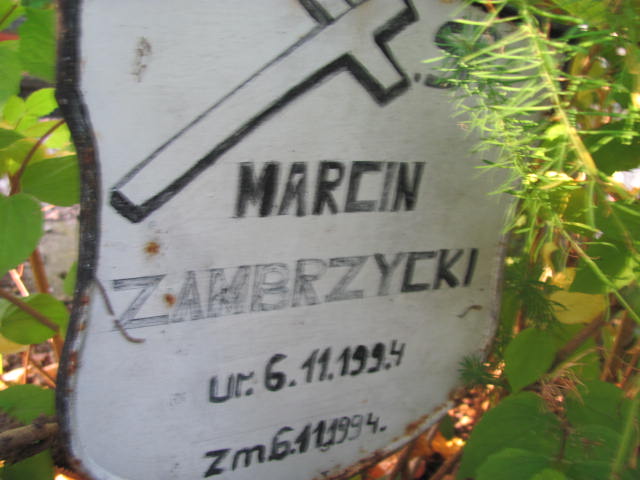 MARCIN
ZAMBRZYCKI
ur. 6.11.1994
zm.6.11.1994.